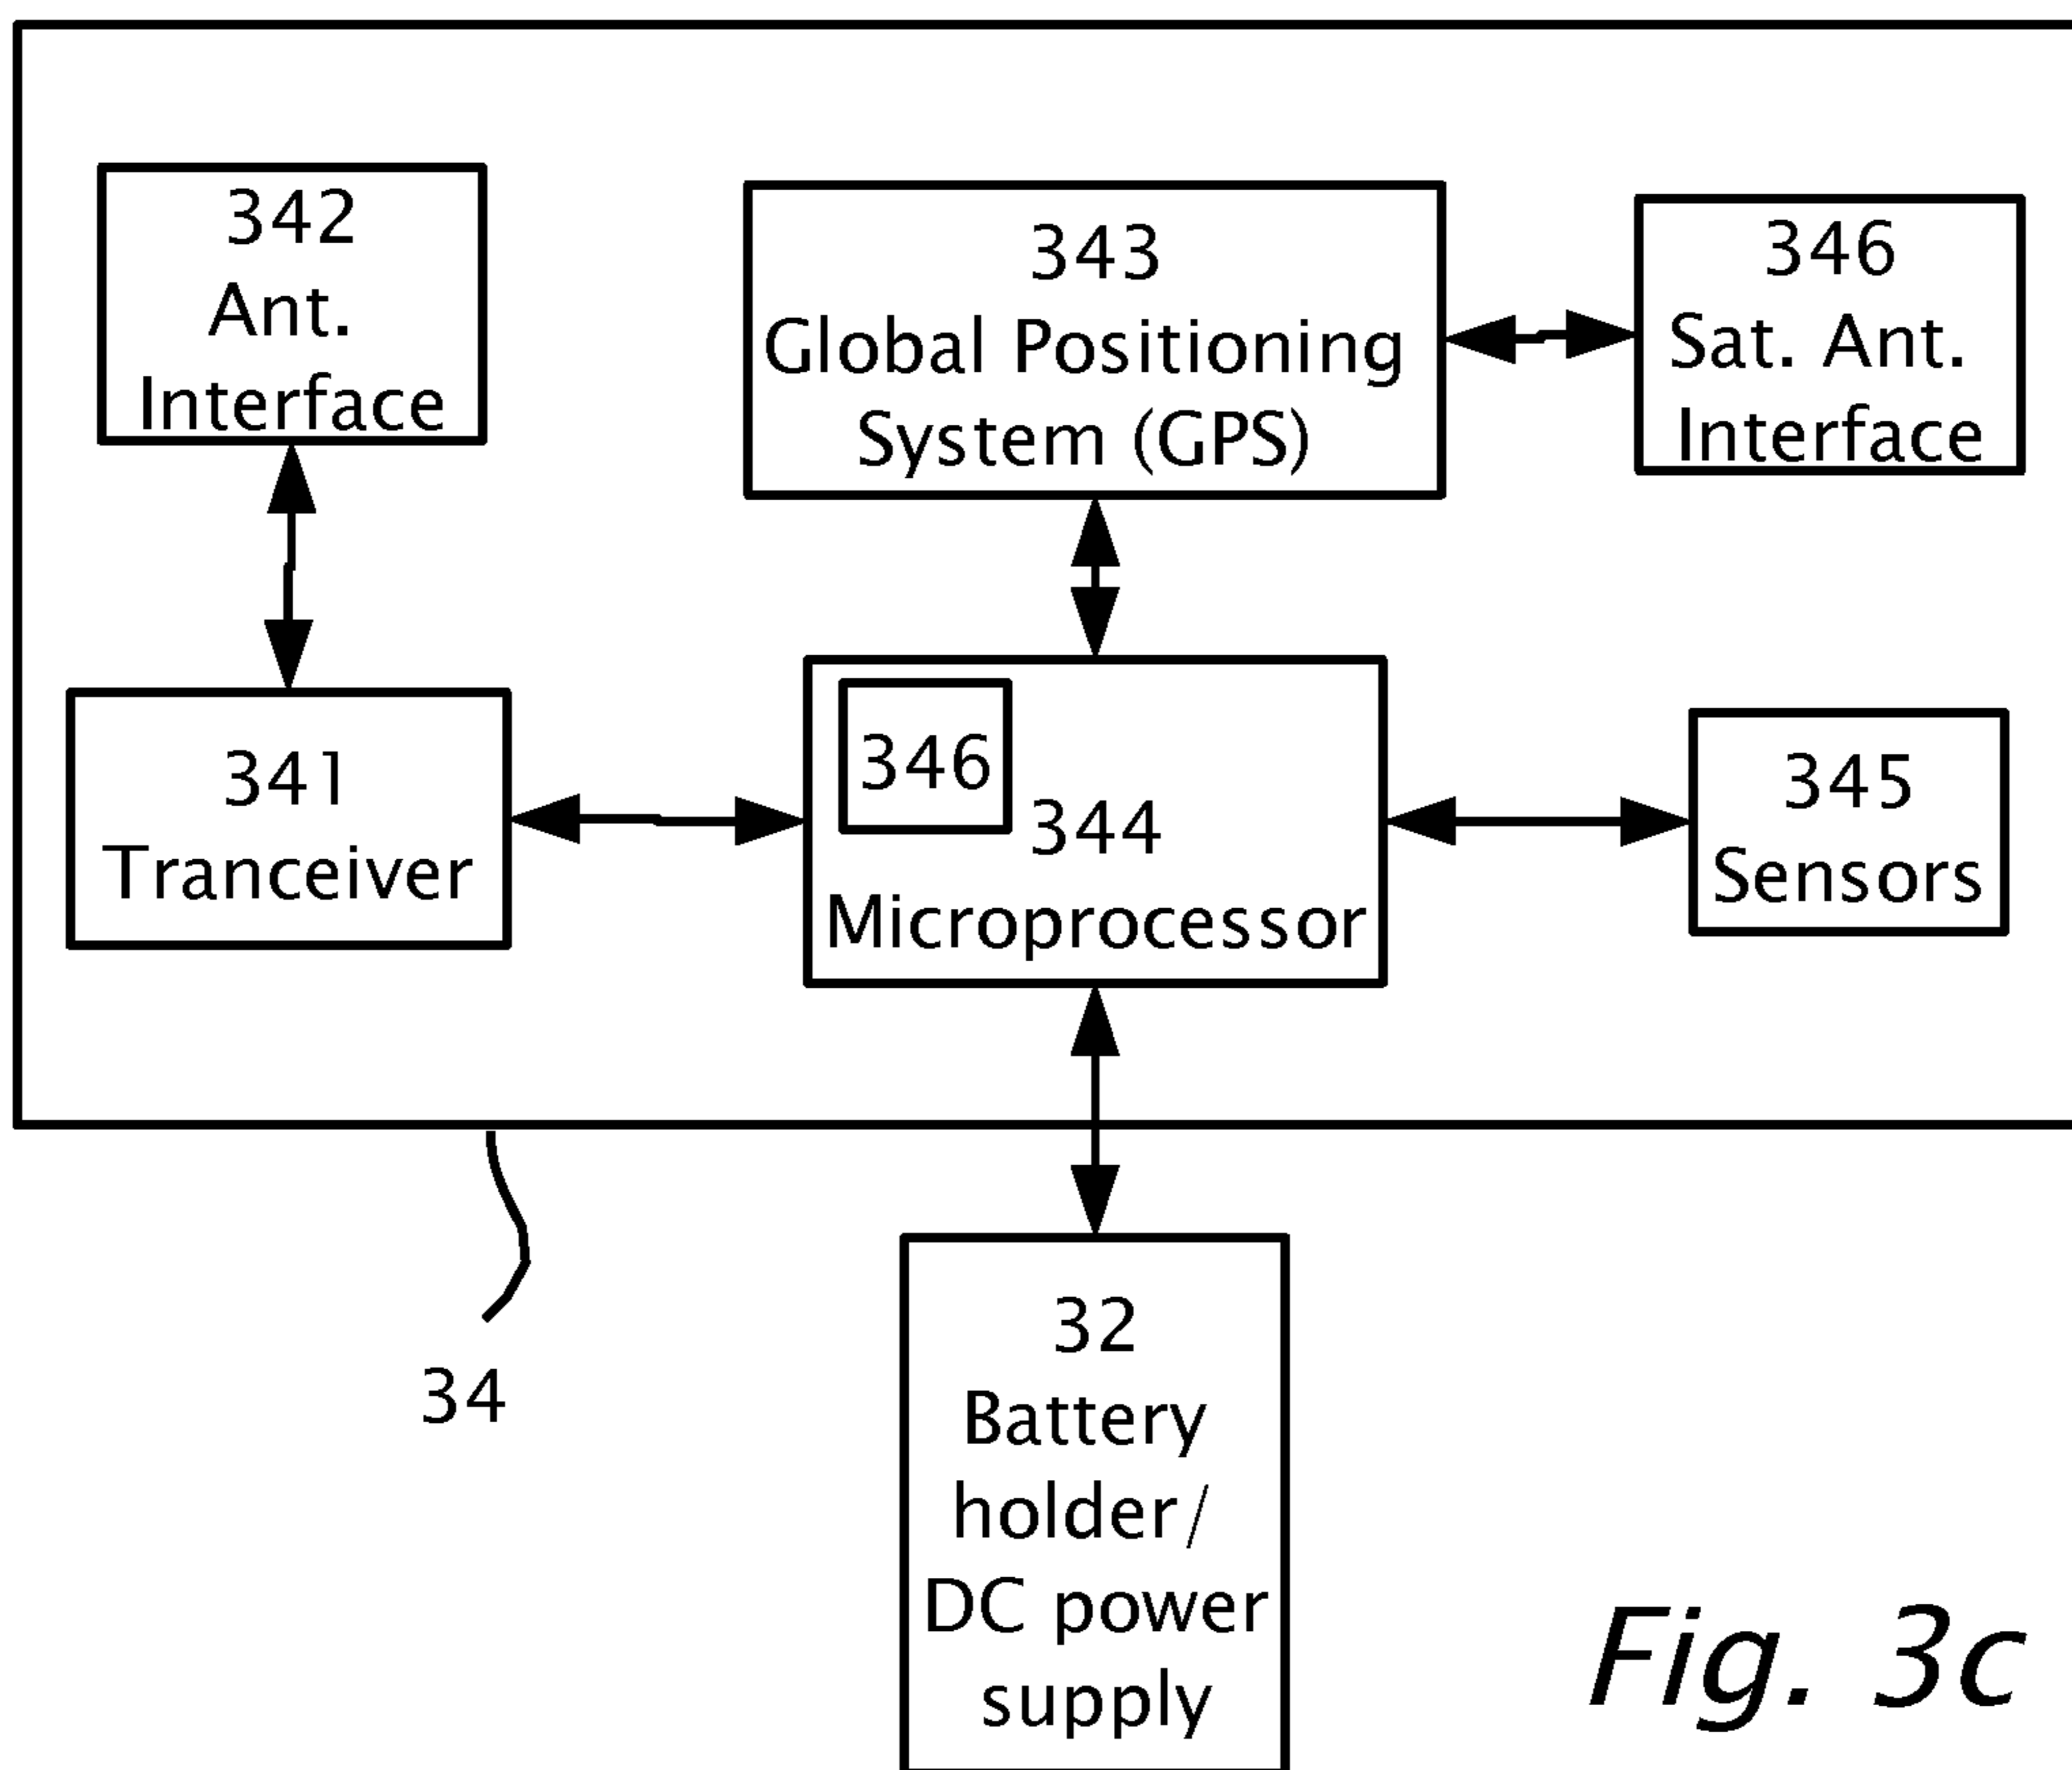 342
Ant.
Interface
343
Global Positioning
System (GPS)
346
Sat. Ant.
Interface
341
Tranceiver
346
344
Microprocessor
345
Sensors
34
32
Battery
holder/
DC power
supply
Fig. 3c